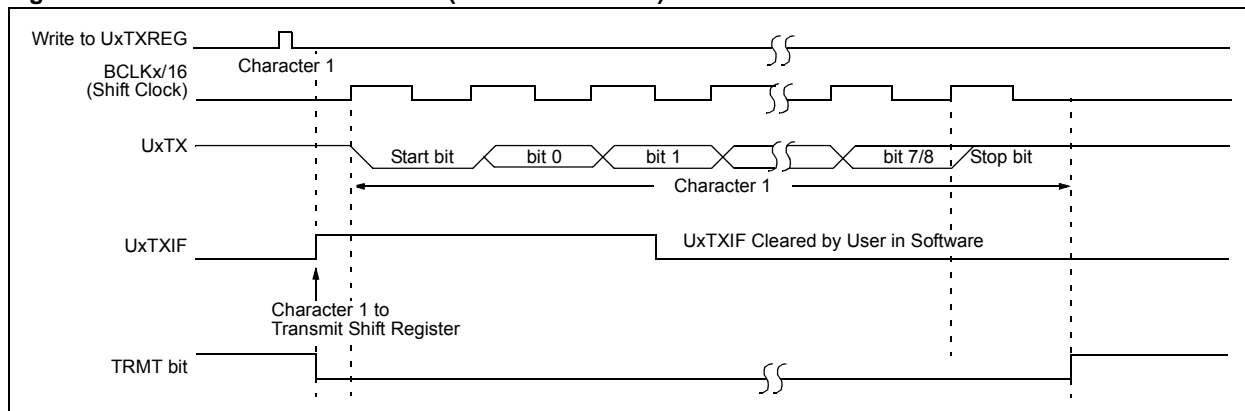 Write to UxTXREG
Character 1
BCLKx/16
(Shift Clock)
UxTX
Start bit
bit 0
bit 1
bit 7/8
Stop bit
Character 1
UxTXIF
UxTXIF Cleared by User in Software
Character 1 to
Transmit Shift Register
TRMT bit